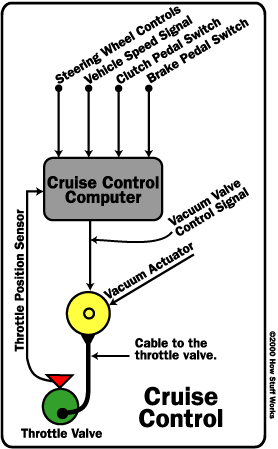 Steering Wheel Controls
Vehicle Speed Signal
Clutch Pedal Switch
Brake Pedal Switch
Cruise Control
Computer
Vacuum Valve
Control Signal
Throttle Position Sensor
Vacuum Actuator
Cable to the
throttle valve.
Throttle Valve
Cruise
Control
©2000 How Stuff Works